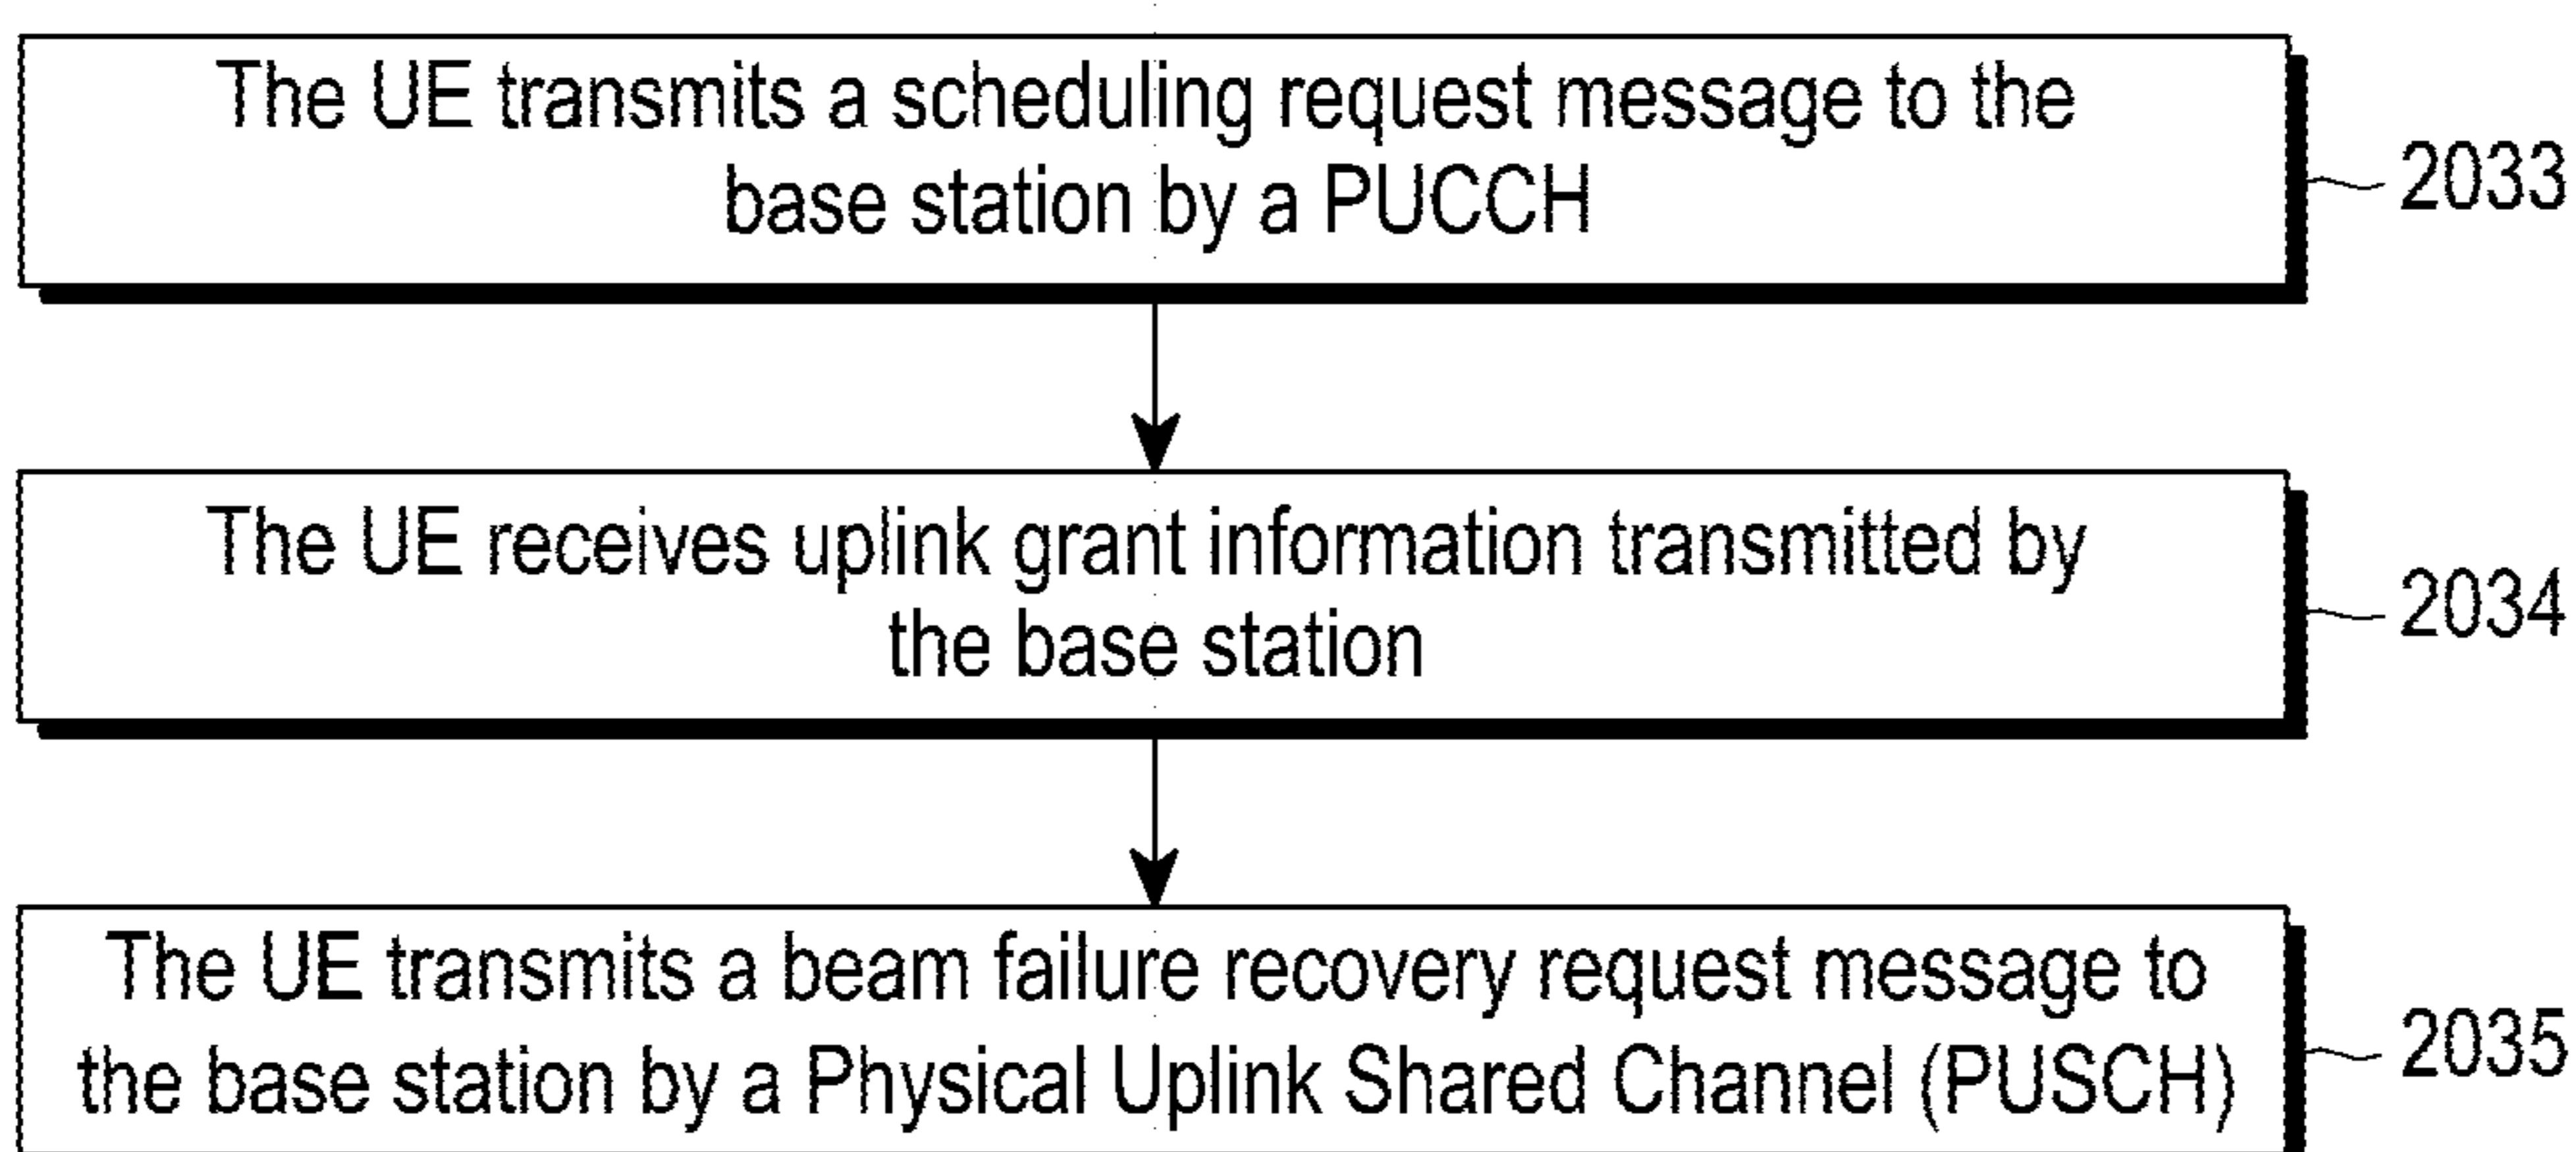 The UE transmits a scheduling request message to the
base station by a PUCCH
2033
The UE receives uplink grant information transmitted by
the base station
2034
The UE transmits a beam failure recovery request message to
the base station by a Physical Uplink Shared Channel (PUSCH)
2035